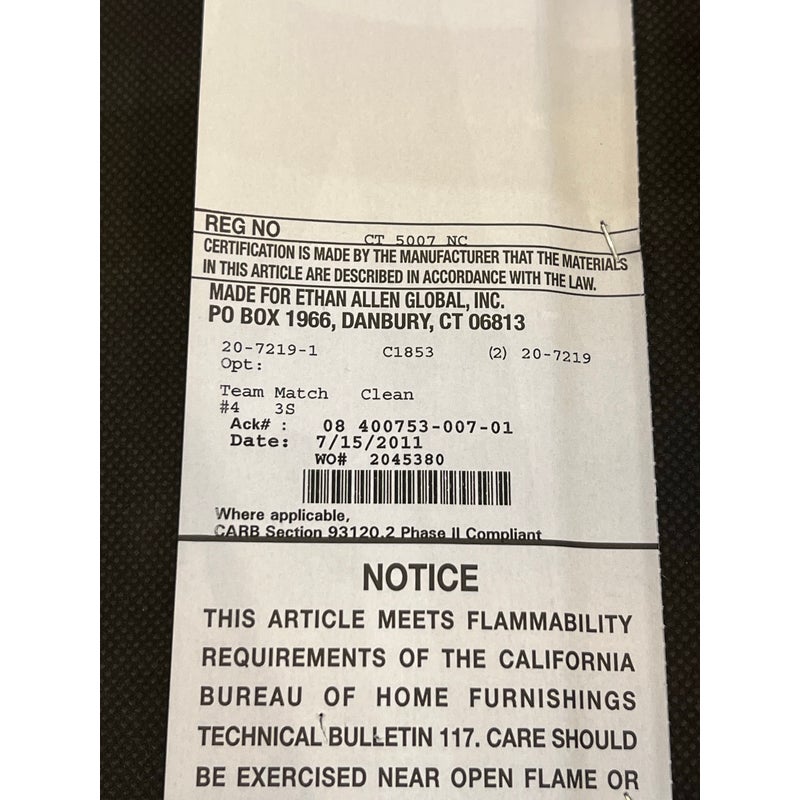 REG NO CT 5007 NC
CERTIFICATION IS MADE BY THE MANUFACTURER THAT THE MATERIALS
IN THIS ARTICLE ARE DESCRIBED IN ACCORDANCE WITH THE LAW.
MADE FOR ETHAN ALLEN GLOBAL, INC.
PO BOX 1966, DANBURY, CT 06813
20-7219-1 C1853 (2) 20-7219
Opt:
Team Match Clean
#4 3S
Ack# : 08 400753-007-01
Date: 7/15/2011
WO# 2045380
Where applicable,
CARB Section 93120.2 Phase II Compliant
NOTICE
THIS ARTICLE MEETS FLAMMABILITY
REQUIREMENTS OF THE CALIFORNIA
BUREAU OF HOME FURNISHINGS
TECHNICAL BULLETIN 117. CARE SHOULD
BE EXERCISED NEAR OPEN FLAME OR